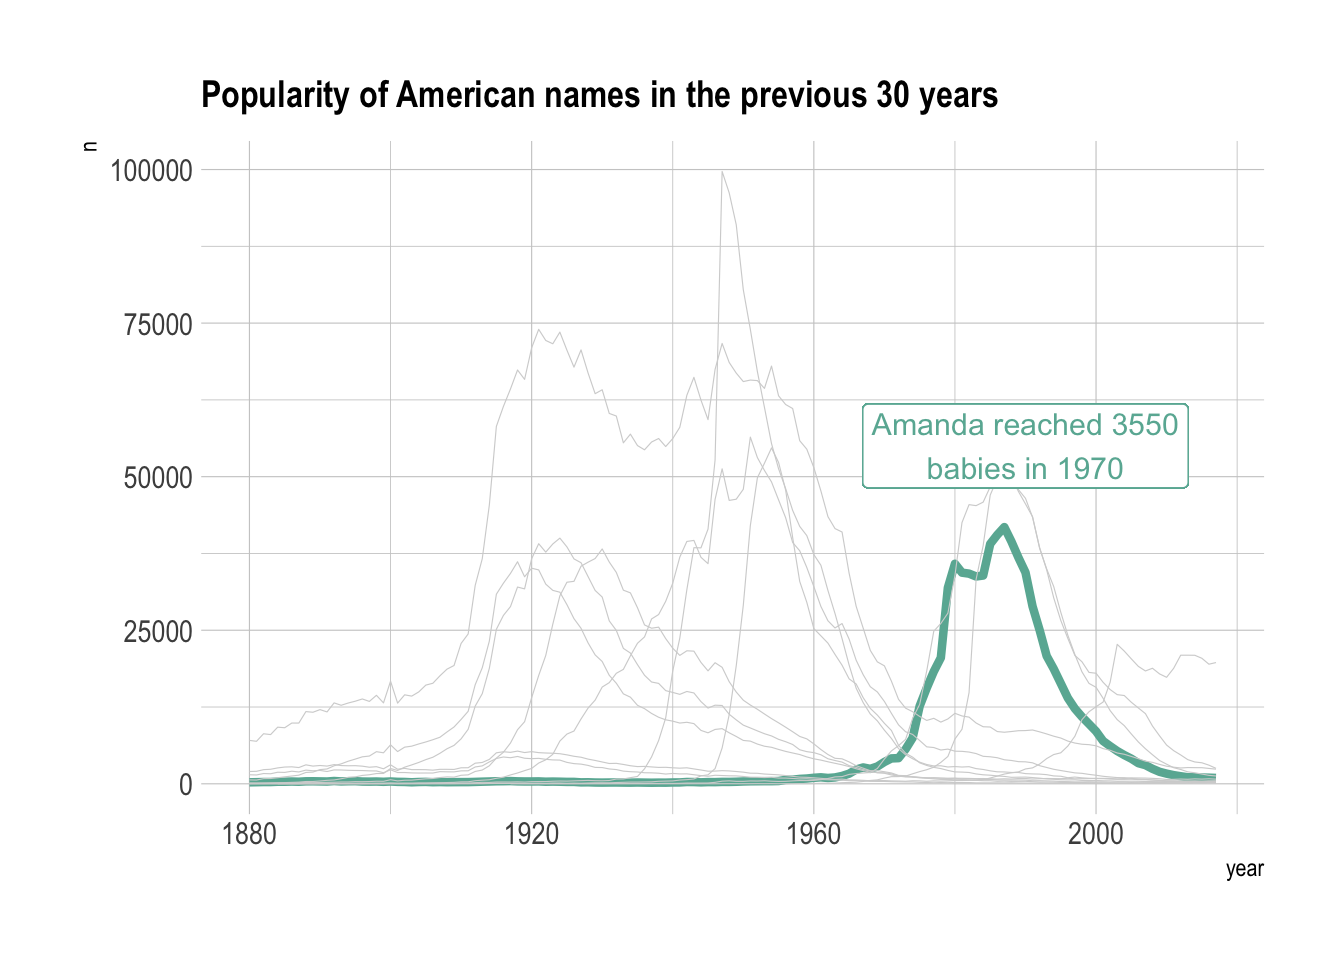 Popularity of American names in the previous 30 years
n
100000
75000
50000
25000
0
Amanda reached 3550
babies in 1970
1880
1920
1960
2000
year